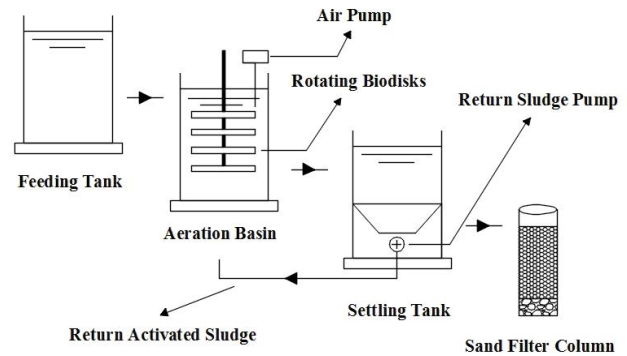 Air Pump
Rotating Biodisks
Return Sludge Pump
Feeding Tank
Aeration Basin
Settling Tank
Return Activated Sludge
Sand Filter Column